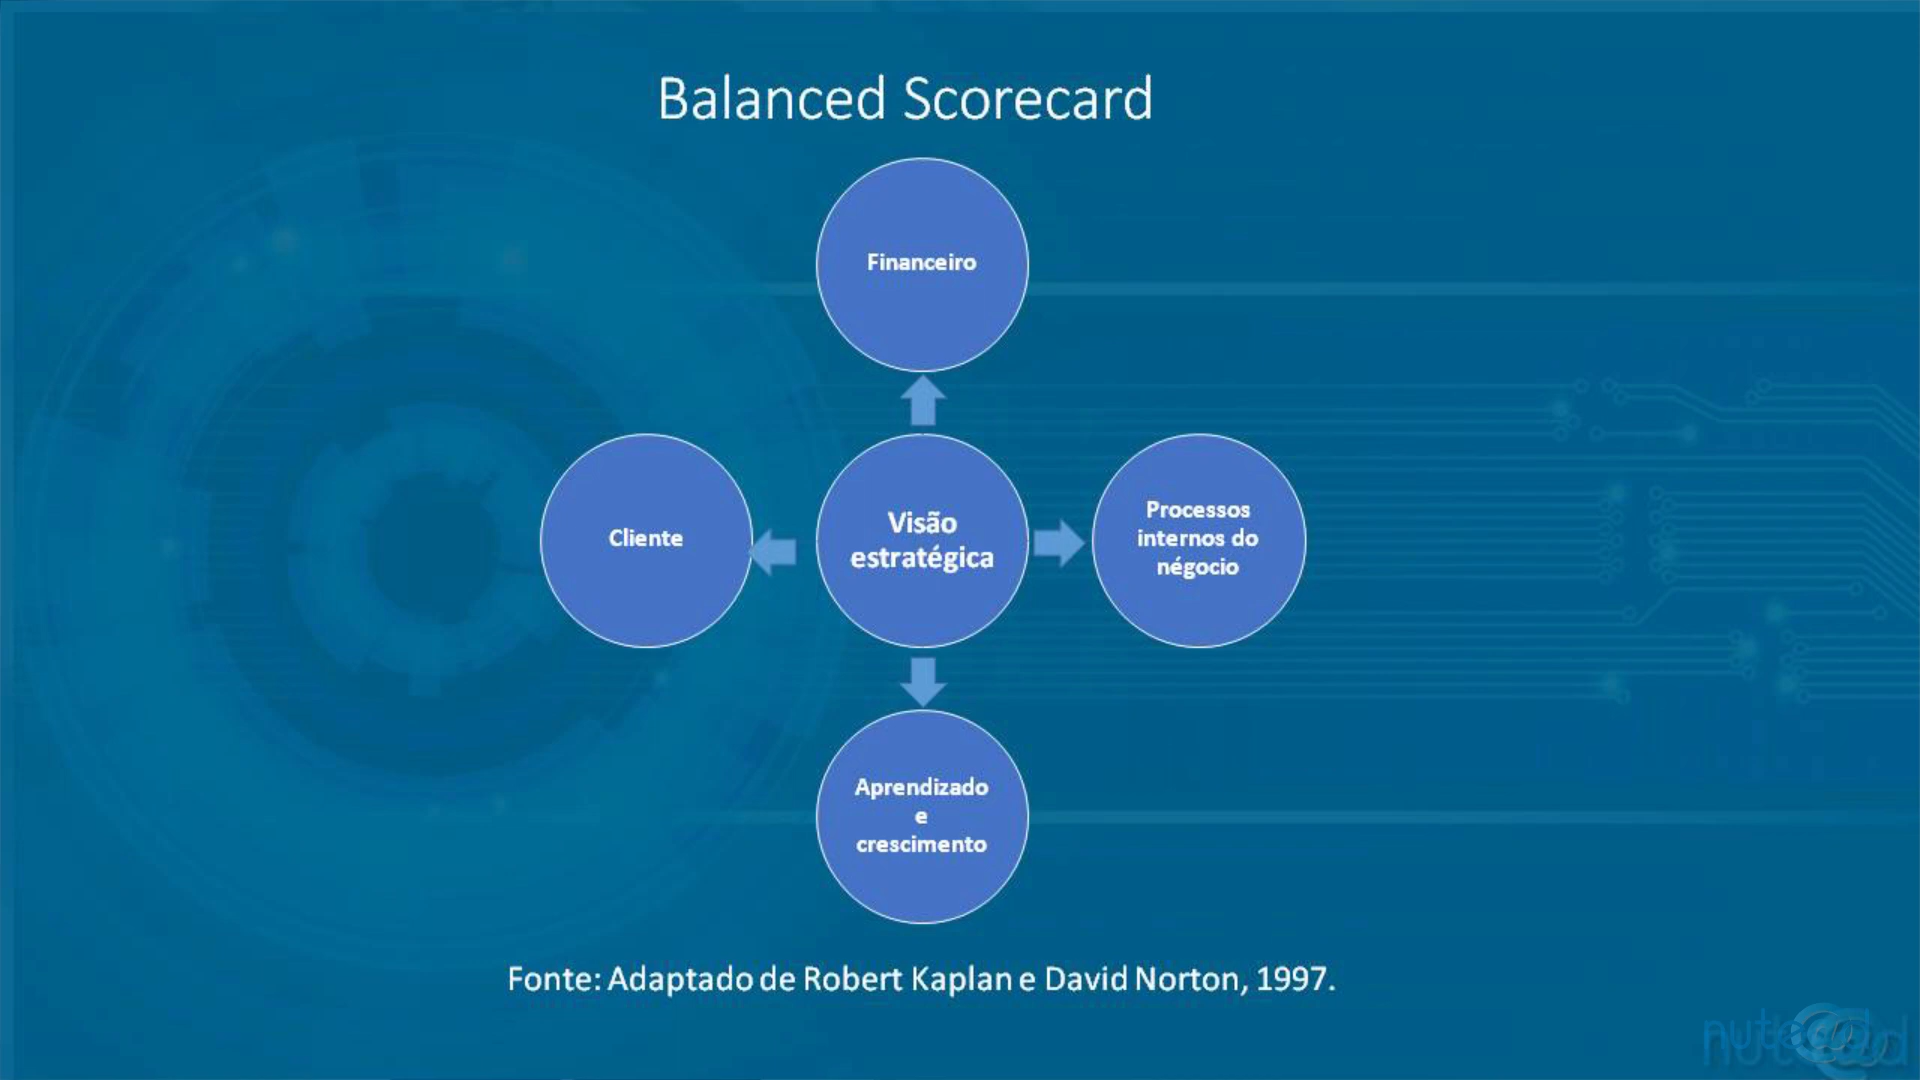 Balanced Scorecard
Financeiro
Cliente
Visão
estratégica
Processos
internos do
négocio
Aprendizado
e
crescimento
Fonte: Adaptado de Robert Kaplan e David Norton, 1997.